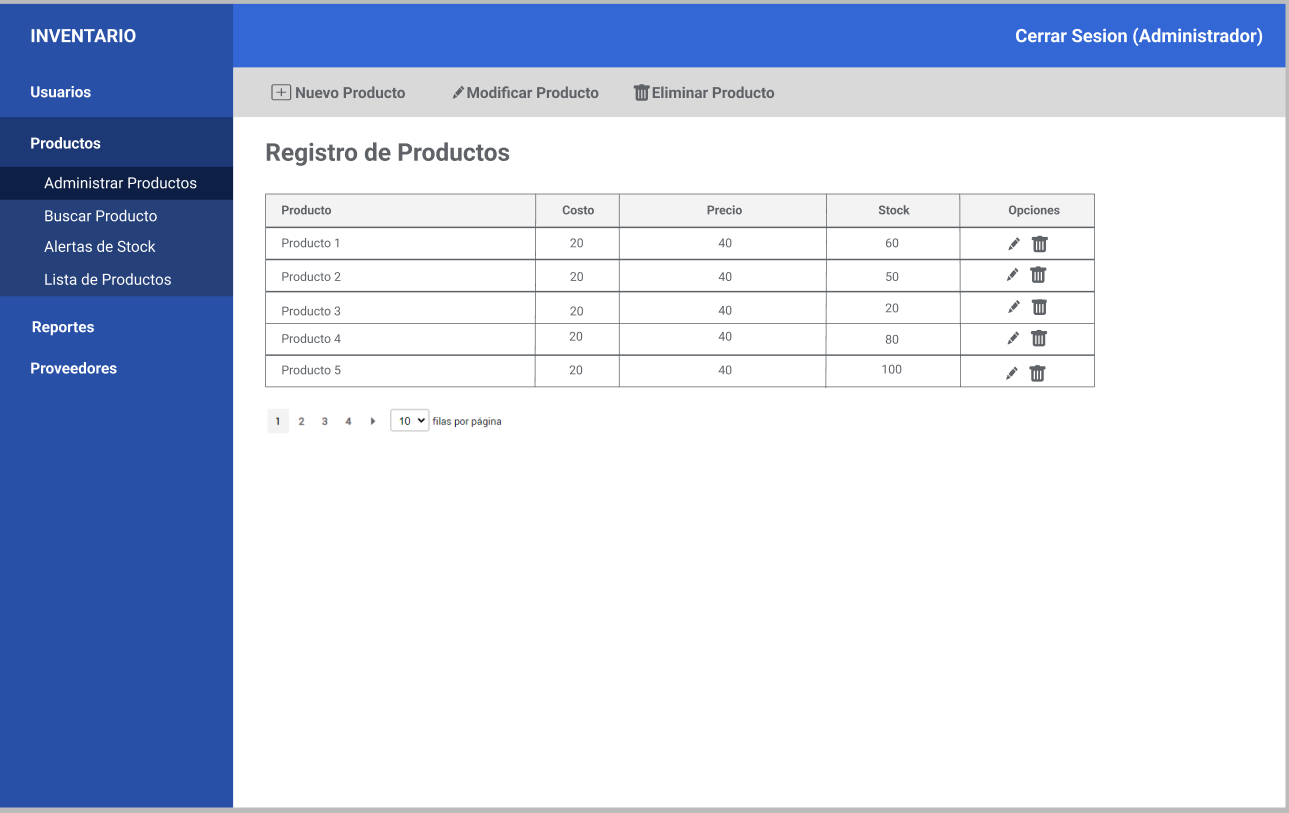 INVENTARIO
Cerrar Sesion (Administrador)
Usuarios
Productos
Administrar Productos
Buscar Producto
Alertas de Stock
Lista de Productos
Reportes
Proveedores
Nuevo Producto Modificar Producto Eliminar Producto
Registro de Productos
Producto Costo Precio Stock Opciones
Producto 1 20 40 60
Producto 2 20 40 50
Producto 3 20 40 20
Producto 4 20 40 80
Producto 5 20 40 100
1 2 3 4 10 filas por página